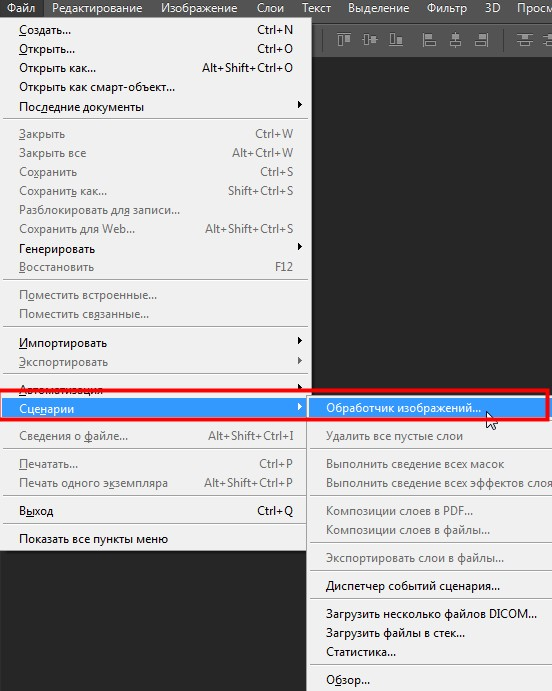 Файл Редактирование Изображение Слои Текст Выделение Фильтр 3D Просм
Создать... Ctrl+N
Открыть... Ctrl+O
Открыть как... Alt+Shift+Ctrl+O
Открыть как смарт-объект...
Последние документы
Закрыть Ctrl+W
Закрыть все Alt+Ctrl+W
Сохранить Ctrl+S
Сохранить как... Shift+Ctrl+S
Разблокировать для записи...
Сохранить для Web... Alt+Shift+Ctrl+S
Генерировать
Восстановить F12
Поместить встроенные...
Поместить связанные...
Импортировать
Экспортировать
Автоматизация
Сценарии
Сведения о файле... Alt+Shift+Ctrl+I
Печатать... Ctrl+P
Печать одного экземпляра Alt+Shift+Ctrl+P
Выход Ctrl+Q
Показать все пункты меню
Обработчик изображений...
Удалить все пустые слои
Выполнить сведение всех масок
Выполнить сведение всех эффектов слоя
Композиции слоев в PDF...
Композиции слоев в файлы...
Экспортировать слои в файлы...
Диспетчер событий сценария...
Загрузить несколько файлов DICOM...
Загрузить файлы в стек...
Статистика...
Обзор...